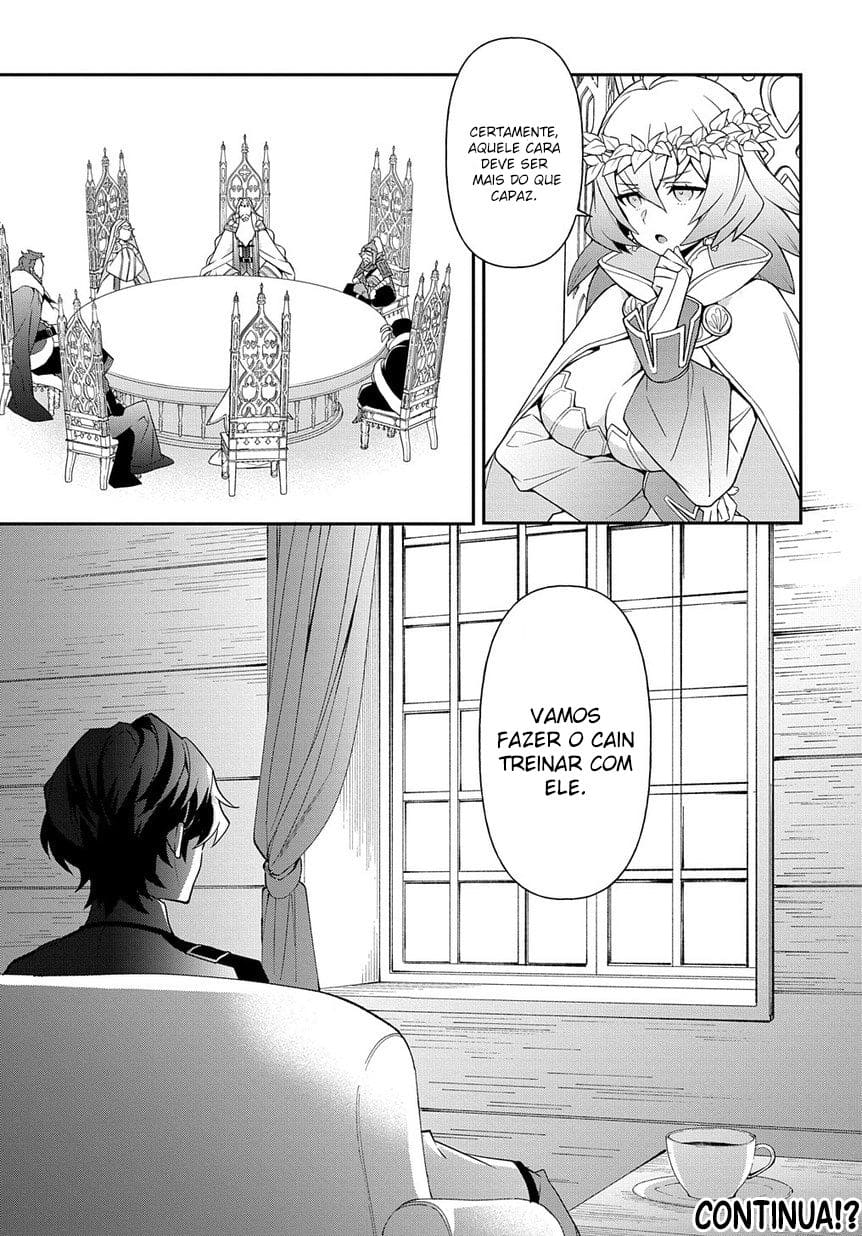 CERTAMENTE,
AQUELE CARA
DEVE SER
MAIS DO QUE
CAPAZ.
VAMOS
FAZER O CAIN
TREINAR COM
ELE.
CONTINUA!?